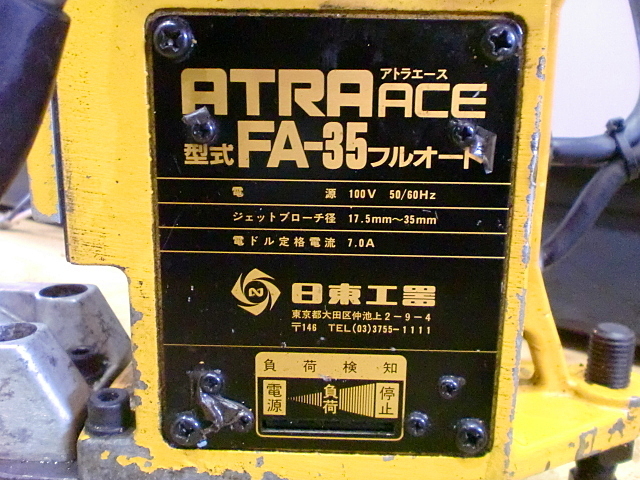 アトラエース
ATRA ACE
型式 FA-35 フルオート
電源 100V 50/60Hz
ジェットブローチ径 17.5mm～35mm
電ドル定格電流 7.0A
日東工器
東京都大田区仲池上2-9-4
〒146 TEL(03)3755-1111
負荷検知
電源 負荷 停止